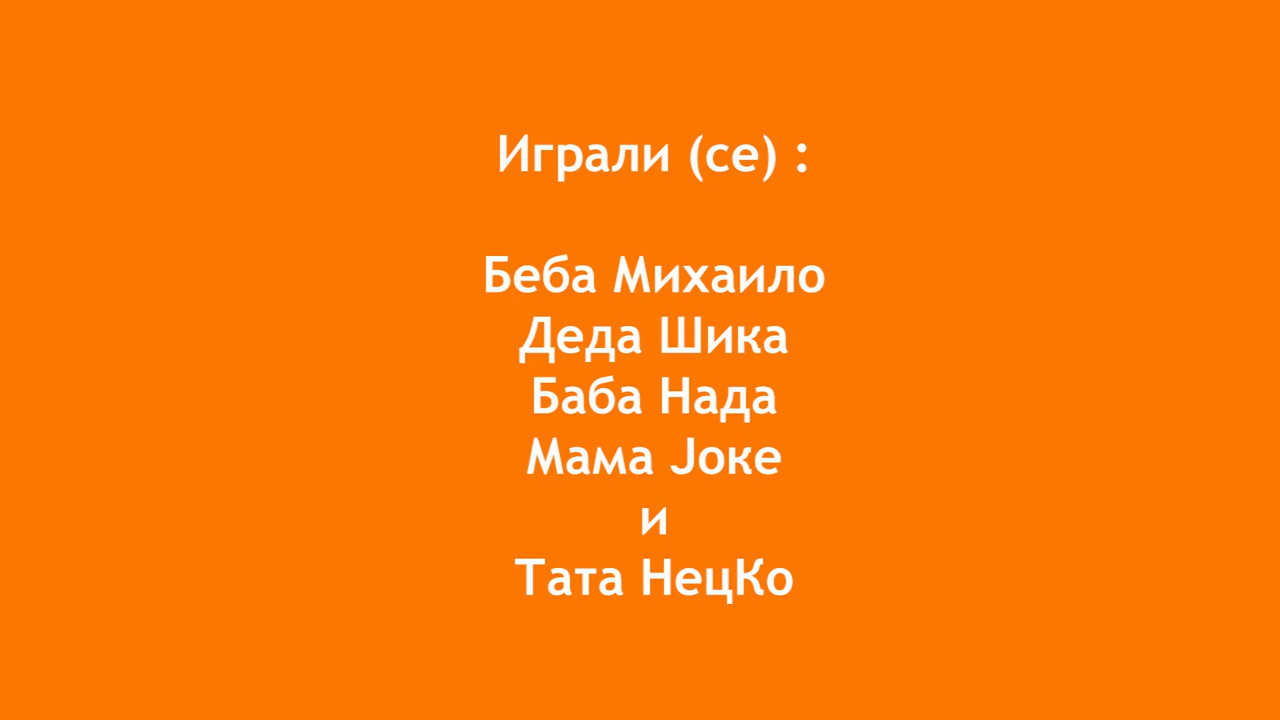 Играли (се) :
Беба Михаило
Деда Шика
Баба Нада
Мама Јоке
и
Тата НецКо